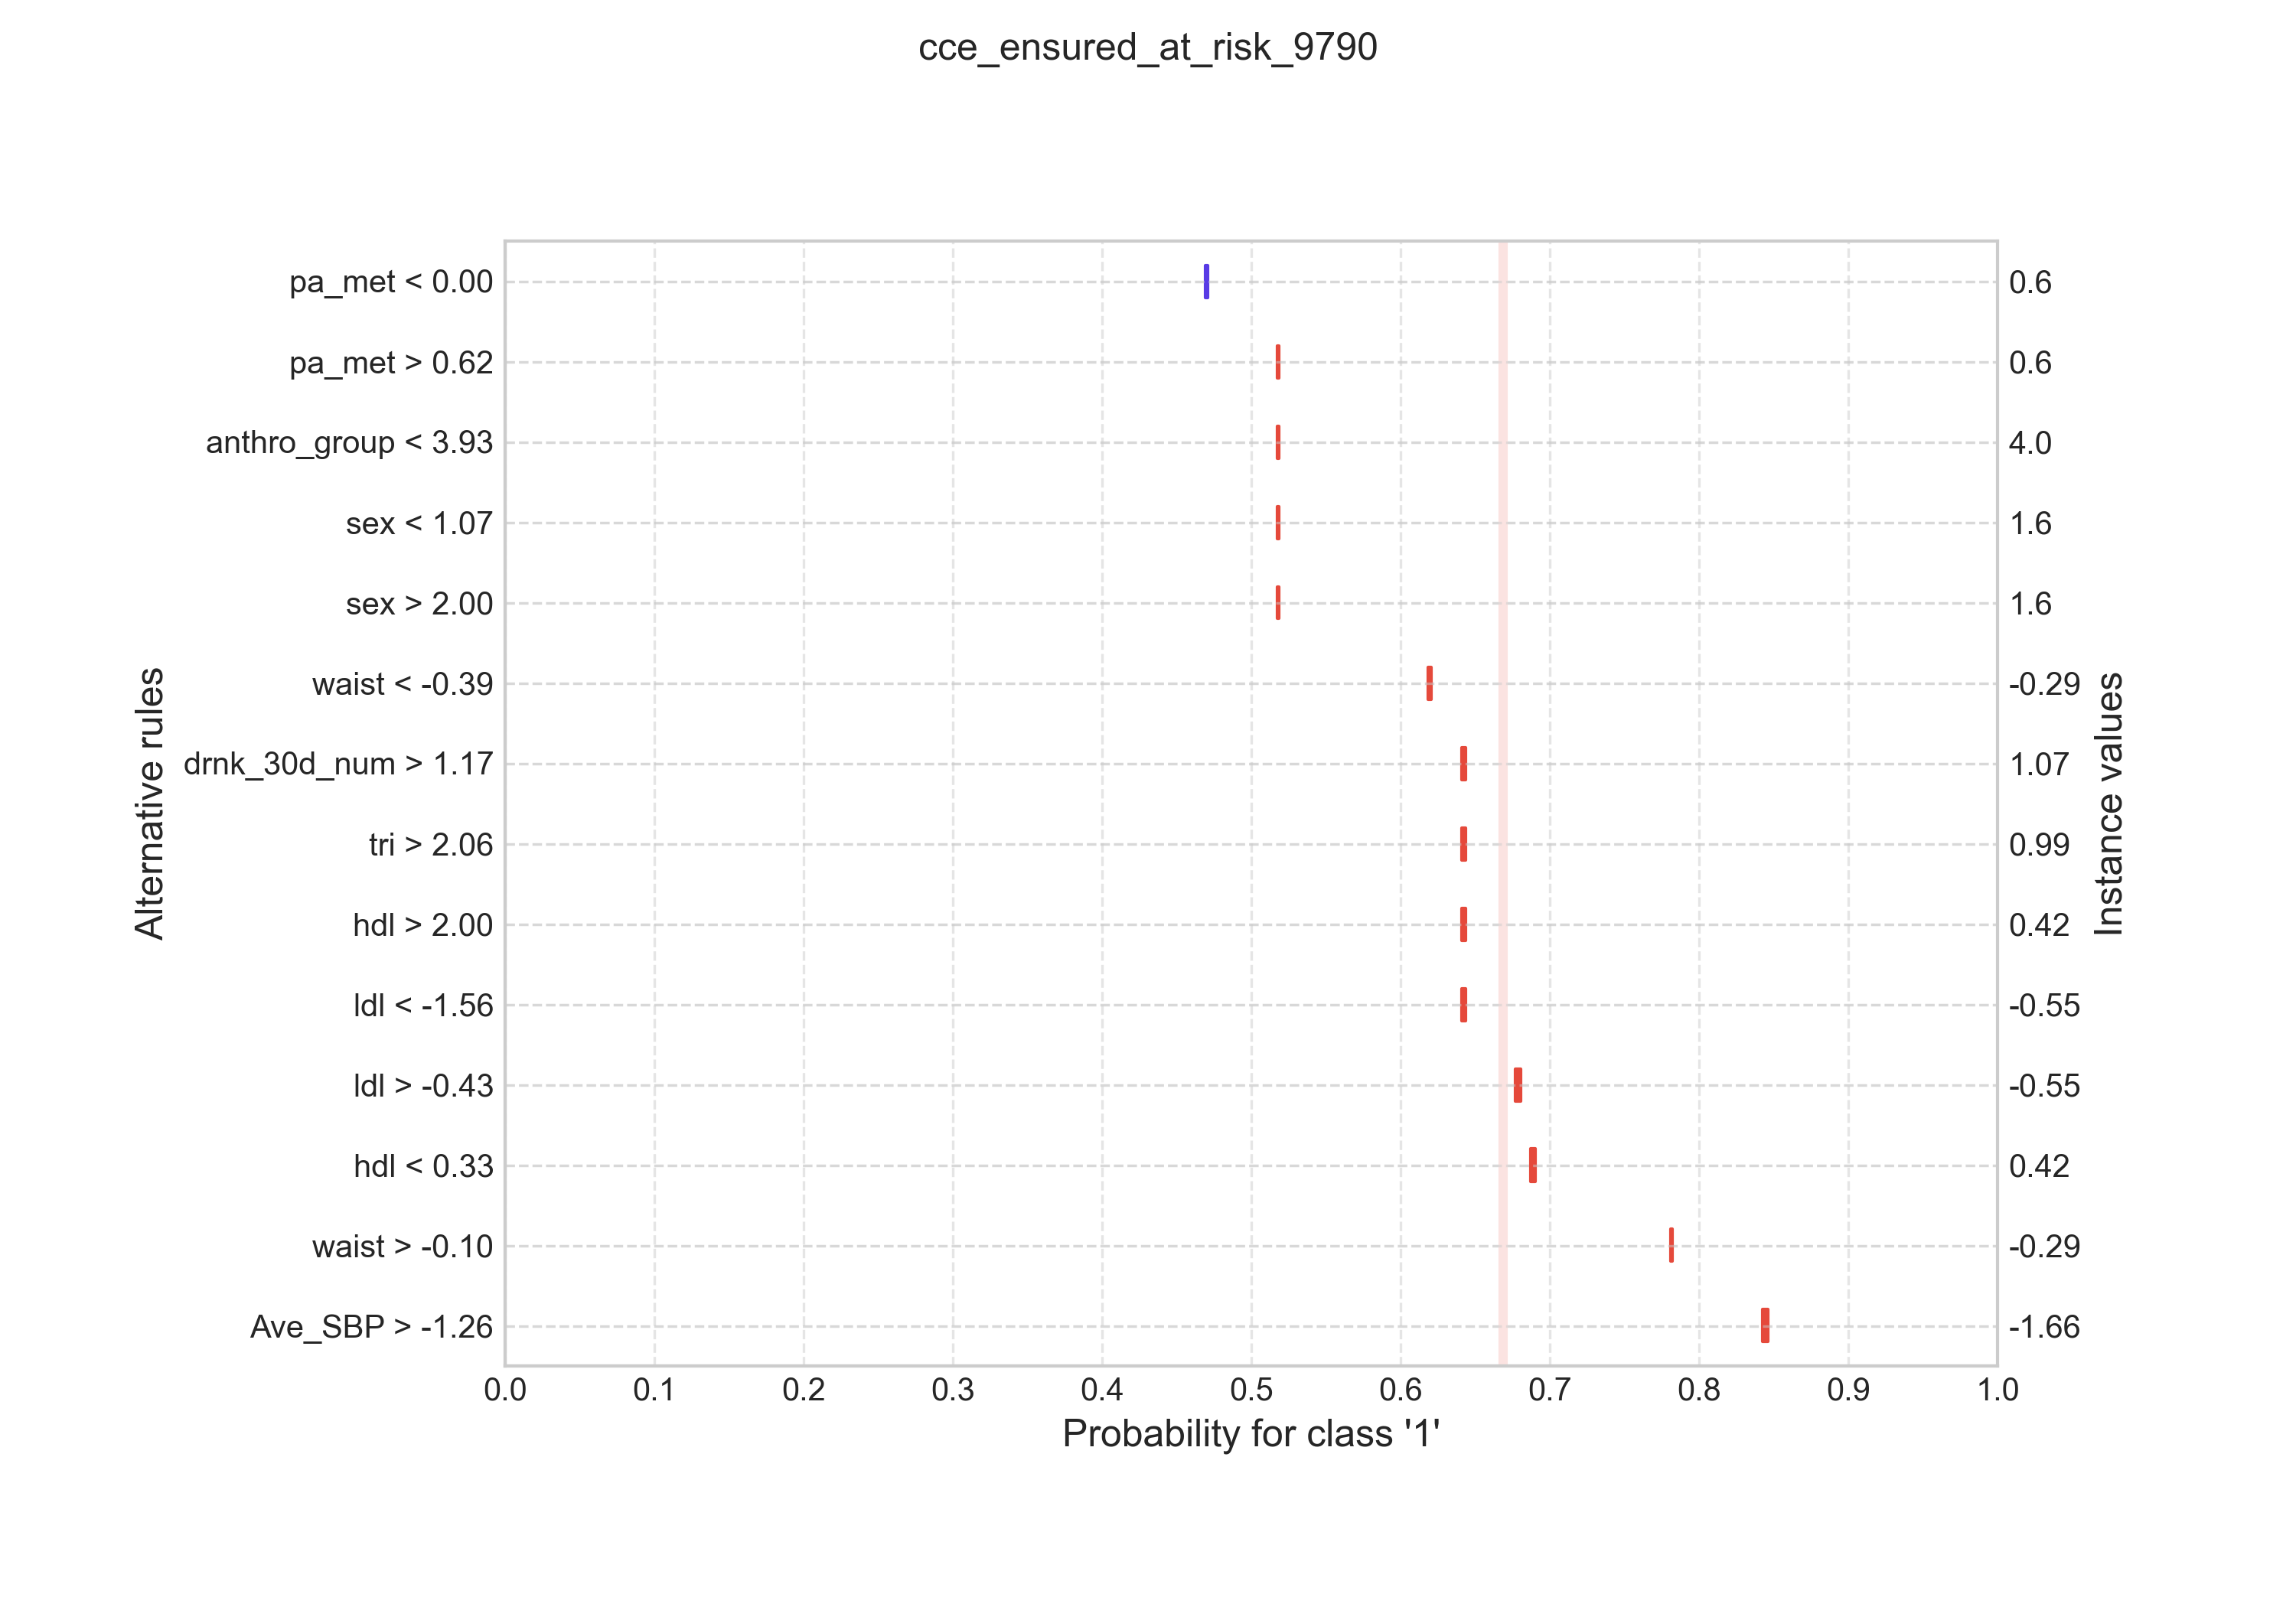 cce_ensured_at_risk_9790
pa_met < 0.00 0.6
pa_met > 0.62 0.6
anthro_group < 3.93 4.0
sex < 1.07 1.6
sex > 2.00 1.6
waist < -0.39 -0.29
drnk_30d_num > 1.17 1.07
tri > 2.06 0.99
hdl > 2.00 0.42
ldl < -1.56 -0.55
ldl > -0.43 -0.55
hdl < 0.33 0.42
waist > -0.10 -0.29
Ave_SBP > -1.26 -1.66
Alternative rules
Instance values
0.0 0.1 0.2 0.3 0.4 0.5 0.6 0.7 0.8 0.9 1.0
Probability for class '1'